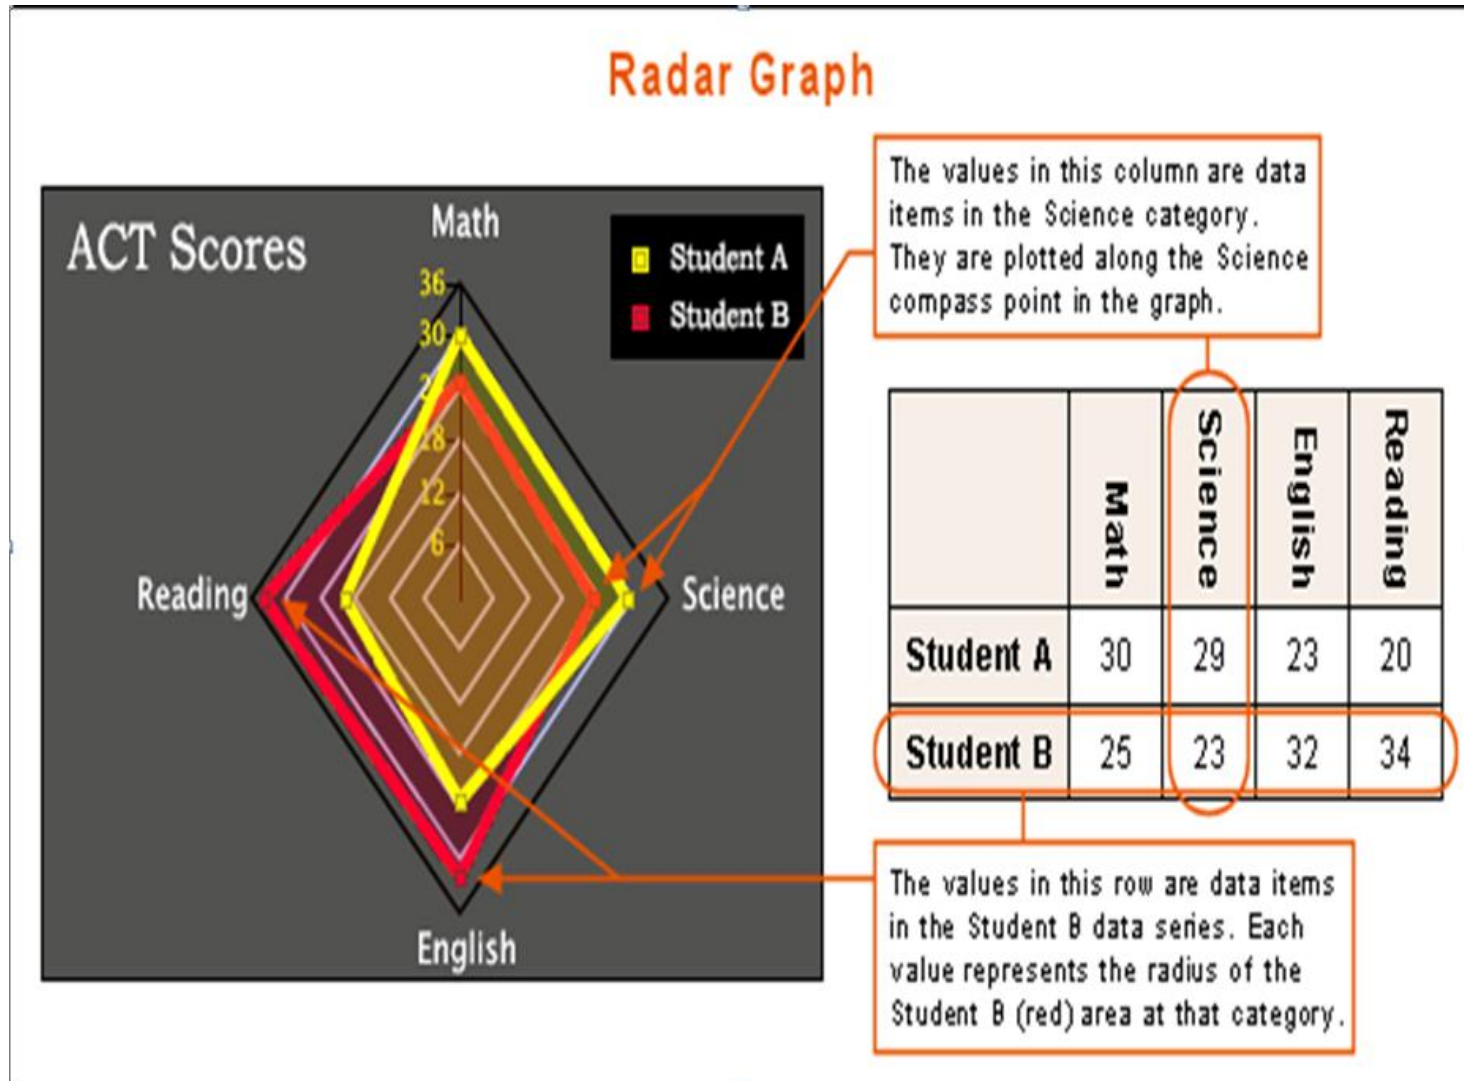 Radar Graph
The values in this column are data
items in the Science category.
They are plotted along the Science
compass point in the graph.
ACT Scores
Math
Student A
Student B
36
30
18
12
6
Reading
Science
English
Math
Science
English
Reading
Student A 30 29 23 20
Student B 25 23 32 34
The values in this row are data items
in the Student B data series. Each
value represents the radius of the
Student B (red) area at that category.